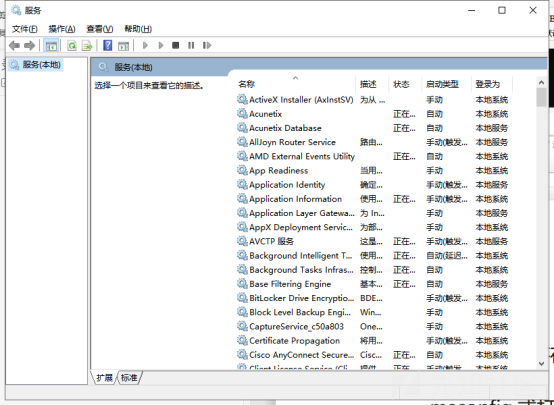 服务
文件(F) 操作(A) 查看(V) 帮助(H)
服务(本地)
服务(本地)
选择一个项目来查看它的描述。
名称 描述 状态 启动类型 登录为
ActiveX Installer (AxInstSV) 为从 ... 手动 本地系统
Acunetix 正在... 自动 本地系统
Acunetix Database 正在... 自动 本地服务
AllJoyn Router Service 路由... 手动(触发... 本地服务
AMD External Events Utility 正在... 自动 本地系统
App Readiness 当用... 手动 本地系统
Application Identity 确定... 手动(触发... 本地服务
Application Information 使用... 正在... 手动(触发... 本地系统
Application Layer Gatewa... 为 In... 手动 本地服务
AppX Deployment Servic... 为部... 手动 本地系统
AVCTP 服务 这是... 正在... 手动(触发... 本地服务
Background Intelligent T... 使用... 正在... 自动(延迟... 本地系统
Background Tasks Infras... 控制... 正在... 自动 本地系统
Base Filtering Engine 基本... 正在... 自动 本地服务
BitLocker Drive Encryptio... BDE... 手动(触发... 本地系统
Block Level Backup Engi... Win... 手动 本地系统
CaptureService_c50a803 One... 手动 本地系统
Certificate Propagation 将用... 手动(触发... 本地系统
Cisco AnyConnect Secure... Cisc... 正在... 自动 本地系统
Client License Service (Cli... 提供... 正在... 手动(触发... 本地系统
扩展 标准